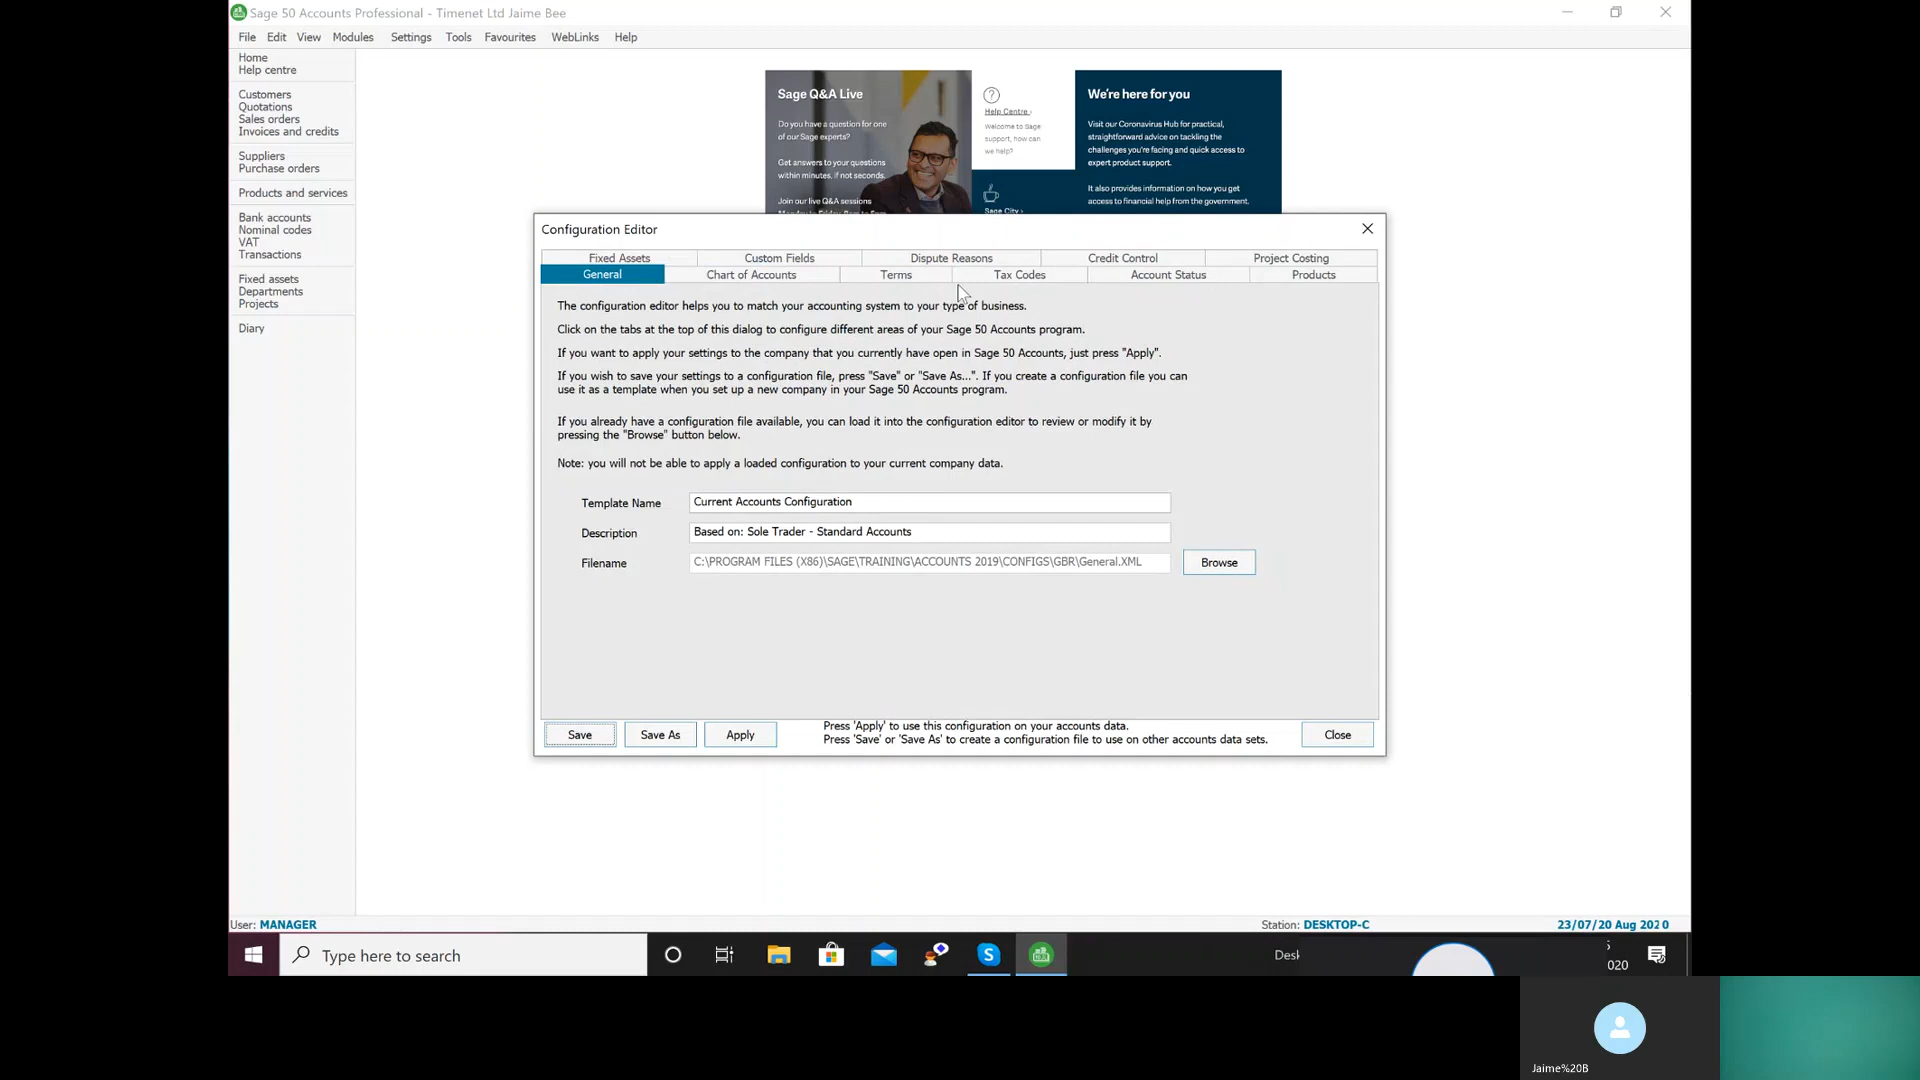 Sage 50 Accounts Professional - Timenet Ltd Jaime Bee
File Edit View Modules Settings Tools Favourites WebLinks Help
Home
Help centre
Customers
Quotations
Sales orders
Invoices and credits
Suppliers
Purchase orders
Products and services
Bank accounts
Nominal codes
VAT
Transactions
Fixed assets
Departments
Projects
Diary
Sage Q&A Live
Do you have a question for one
of our Sage experts?
Get answers to your questions
within minutes, if not seconds.
Join our live Q&A sessions
Help Centre ›
Welcome to Sage
support, how can
we help?
Sage City ›
We're here for you
Visit our Coronavirus Hub for practical,
straightforward advice on tackling the
challenges you're facing and quick access to
expert product support.
It also provides information on how you get
access to financial help from the government.
Configuration Editor
Fixed Assets Custom Fields Dispute Reasons Credit Control Project Costing
General Chart of Accounts Terms Tax Codes Account Status Products
The configuration editor helps you to match your accounting system to your type of business.
Click on the tabs at the top of this dialog to configure different areas of your Sage 50 Accounts program.
If you want to apply your settings to the company that you currently have open in Sage 50 Accounts, just press "Apply".
If you wish to save your settings to a configuration file, press "Save" or "Save As...". If you create a configuration file you can
use it as a template when you set up a new company in your Sage 50 Accounts program.
If you already have a configuration file available, you can load it into the configuration editor to review or modify it by
pressing the "Browse" button below.
Note: you will not be able to apply a loaded configuration to your current company data.
Template Name Current Accounts Configuration
Description Based on: Sole Trader - Standard Accounts
Filename C:\PROGRAM FILES (X86)\SAGE\TRAINING\ACCOUNTS 2019\CONFIGS\GBR\General.XML Browse
Save Save As Apply
Press 'Apply' to use this configuration on your accounts data.
Press 'Save' or 'Save As' to create a configuration file to use on other accounts data sets.
Close
User: MANAGER Station: DESKTOP-C 23/07/20 Aug 2020
Type here to search
020
Jaime%20B